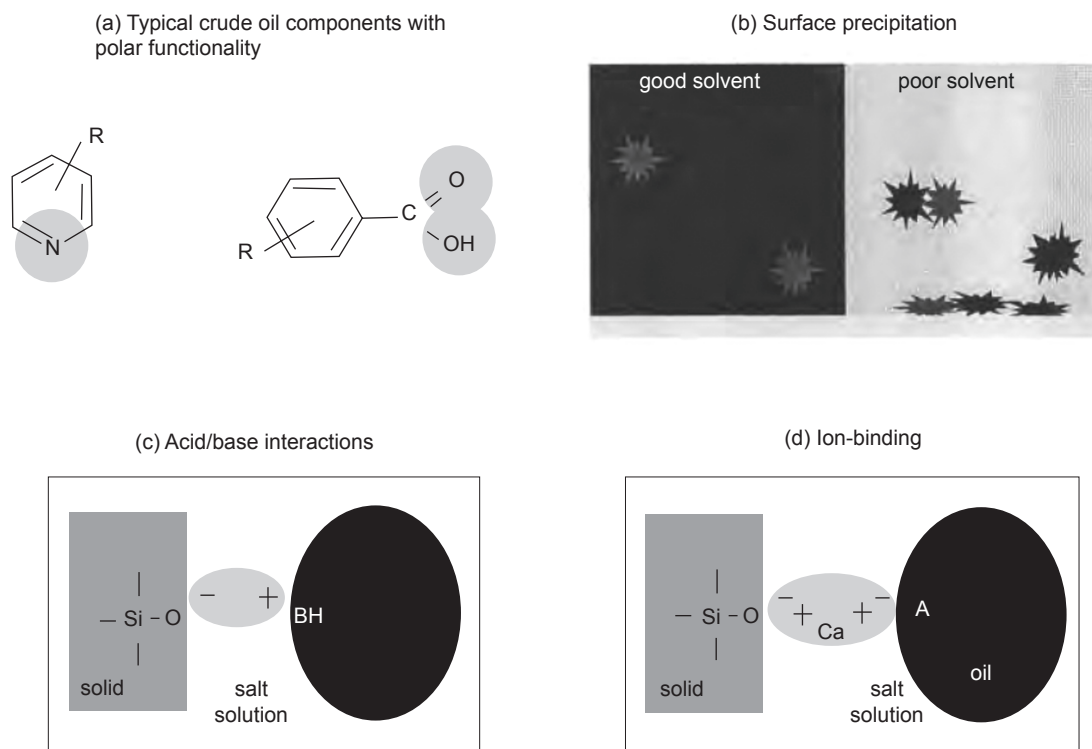 (a) Typical crude oil components with
polar functionality
R
N
R
C
O
OH
(b) Surface precipitation
good solvent
poor solvent
(c) Acid/base interactions
− +
— Si – O
BH
solid
salt
solution
(d) Ion-binding
− + + −
Ca
— Si – O
A
oil
solid
salt
solution